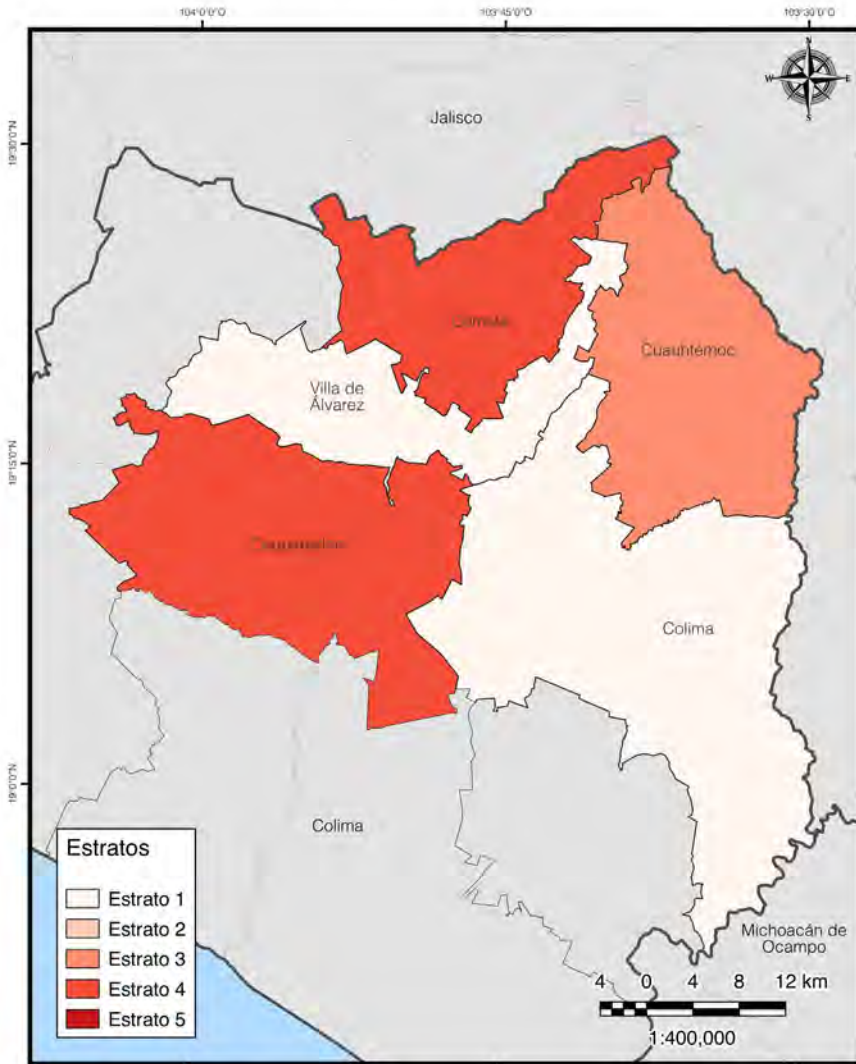 104°0'0"O
103°45'0"O
103°30'0"O
N
W
E
S
19°30'0"N
19°15'0"N
19°0'0"N
Jalisco
Comala
Cuauhtémoc
Villa de
Álvarez
Coquimatlán
Colima
Colima
Michoacán de
Ocampo
Estratos
Estrato 1
Estrato 2
Estrato 3
Estrato 4
Estrato 5
4 0 4 8 12 km
1:400,000